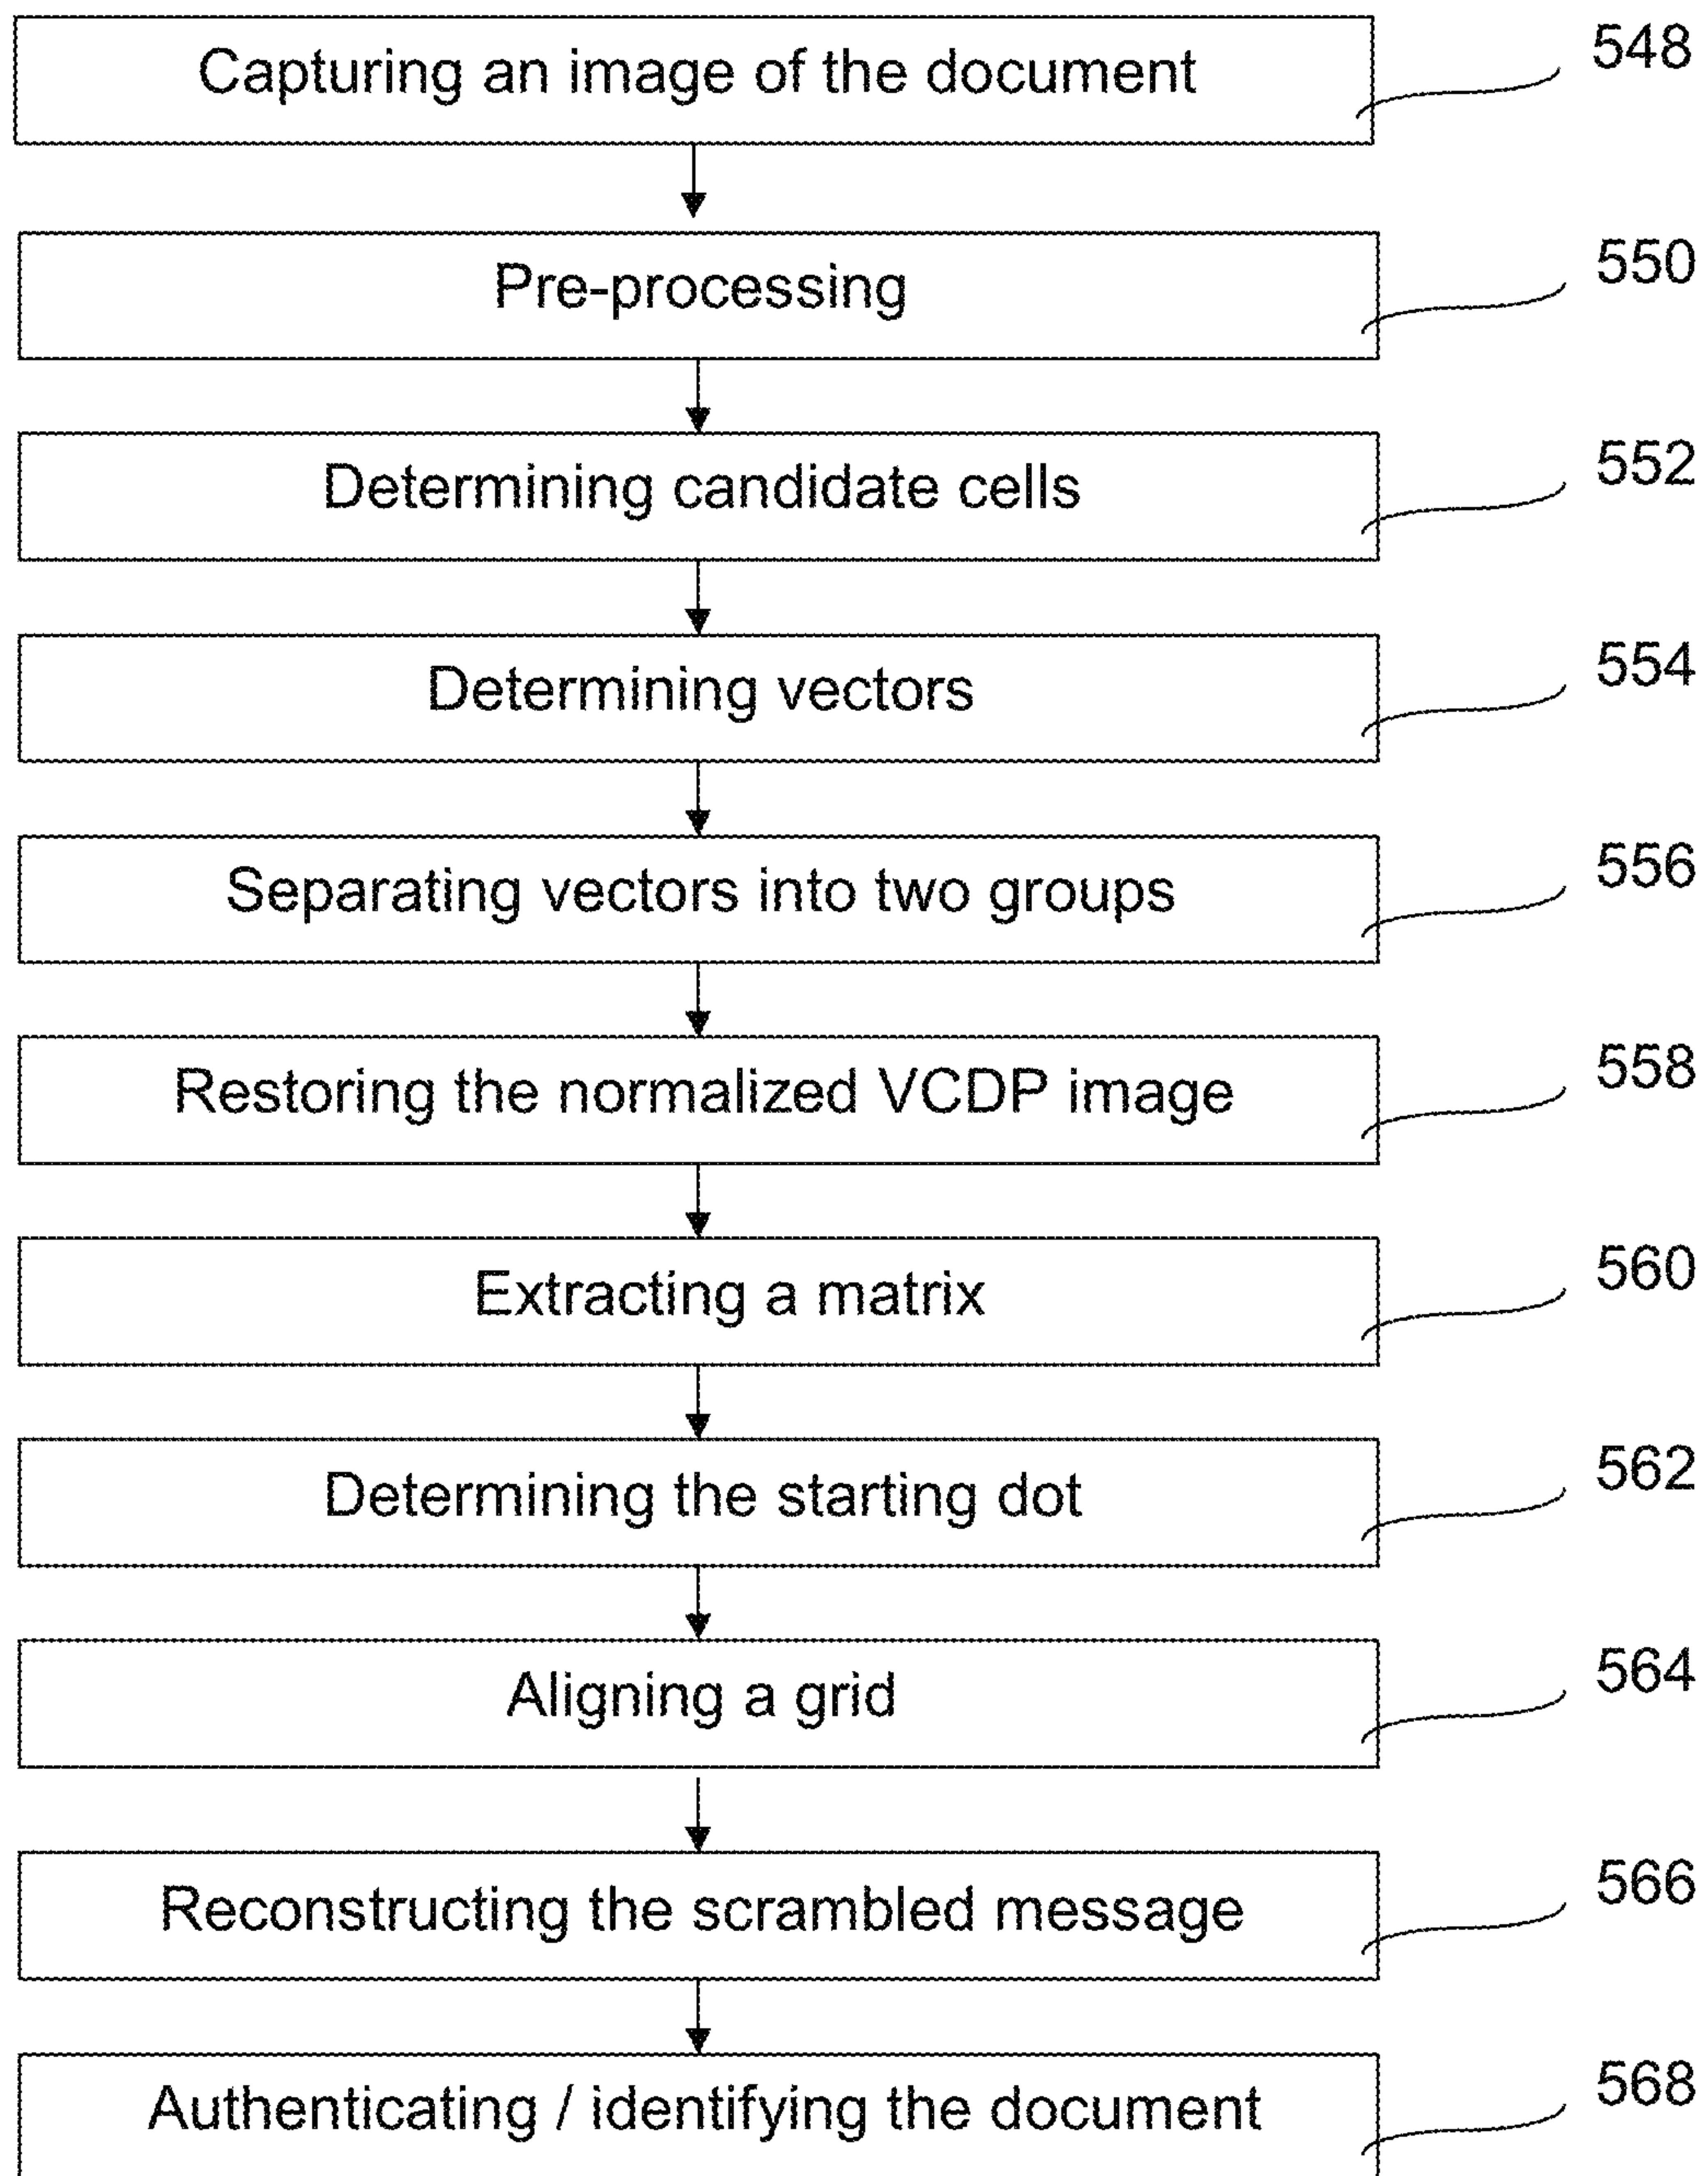 Capturing an image of the document 548
Pre-processing 550
Determining candidate cells 552
Determining vectors 554
Separating vectors into two groups 556
Restoring the normalized VCDP image 558
Extracting a matrix 560
Determining the starting dot 562
Aligning a grid 564
Reconstructing the scrambled message 566
Authenticating / identifying the document 568